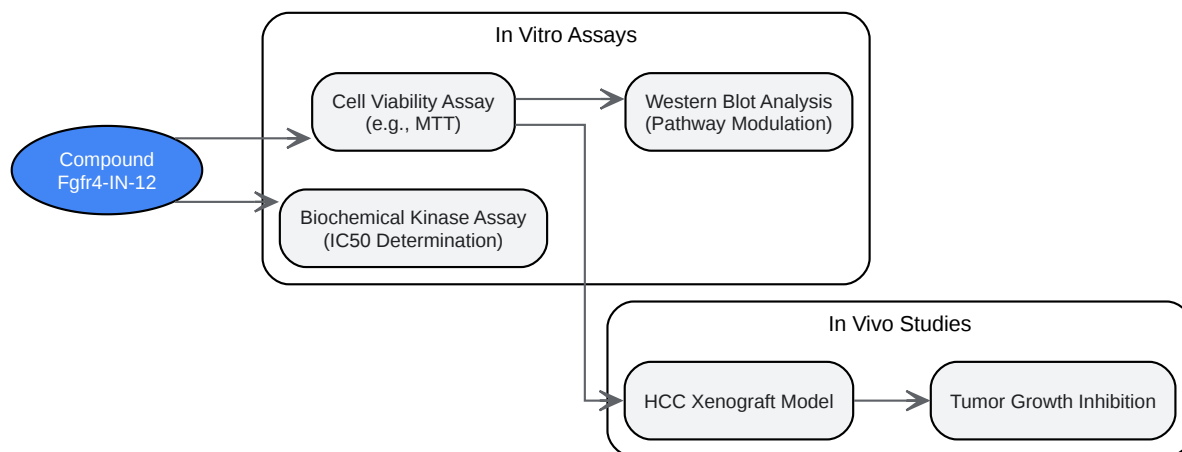 In Vitro Assays
Cell Viability Assay
(e.g., MTT)
Western Blot Analysis
(Pathway Modulation)
Compound
Fgfr4-IN-12
Biochemical Kinase Assay
(IC50 Determination)
In Vivo Studies
HCC Xenograft Model
Tumor Growth Inhibition